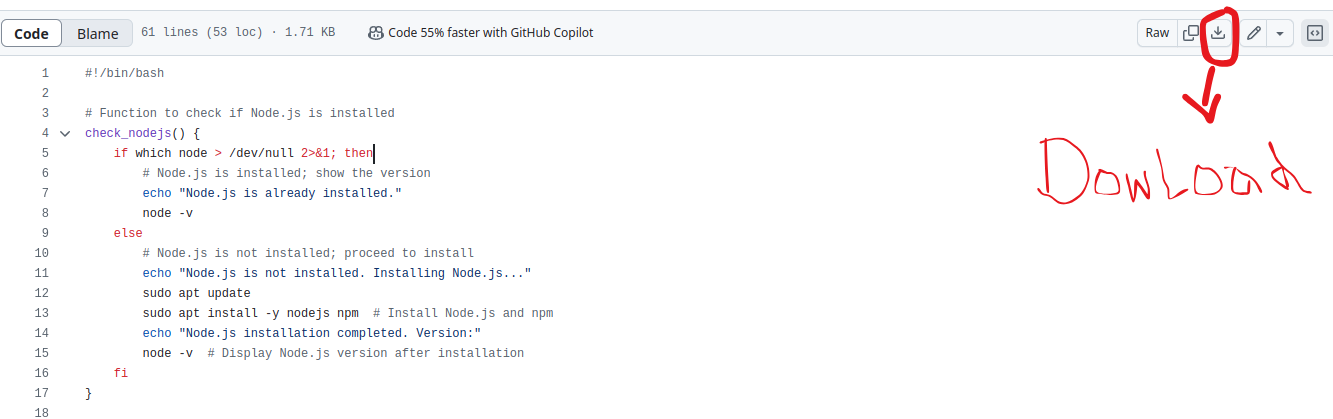 Code Blame 61 lines (53 loc) · 1.71 KB Code 55% faster with GitHub Copilot Raw
1 #!/bin/bash
2
3 # Function to check if Node.js is installed
4 check_nodejs() {
5 if which node > /dev/null 2>&1; then
6 # Node.js is installed; show the version
7 echo "Node.js is already installed."
8 node -v
9 else
10 # Node.js is not installed; proceed to install
11 echo "Node.js is not installed. Installing Node.js..."
12 sudo apt update
13 sudo apt install -y nodejs npm # Install Node.js and npm
14 echo "Node.js installation completed. Version:"
15 node -v # Display Node.js version after installation
16 fi
17 }
18
Dowload